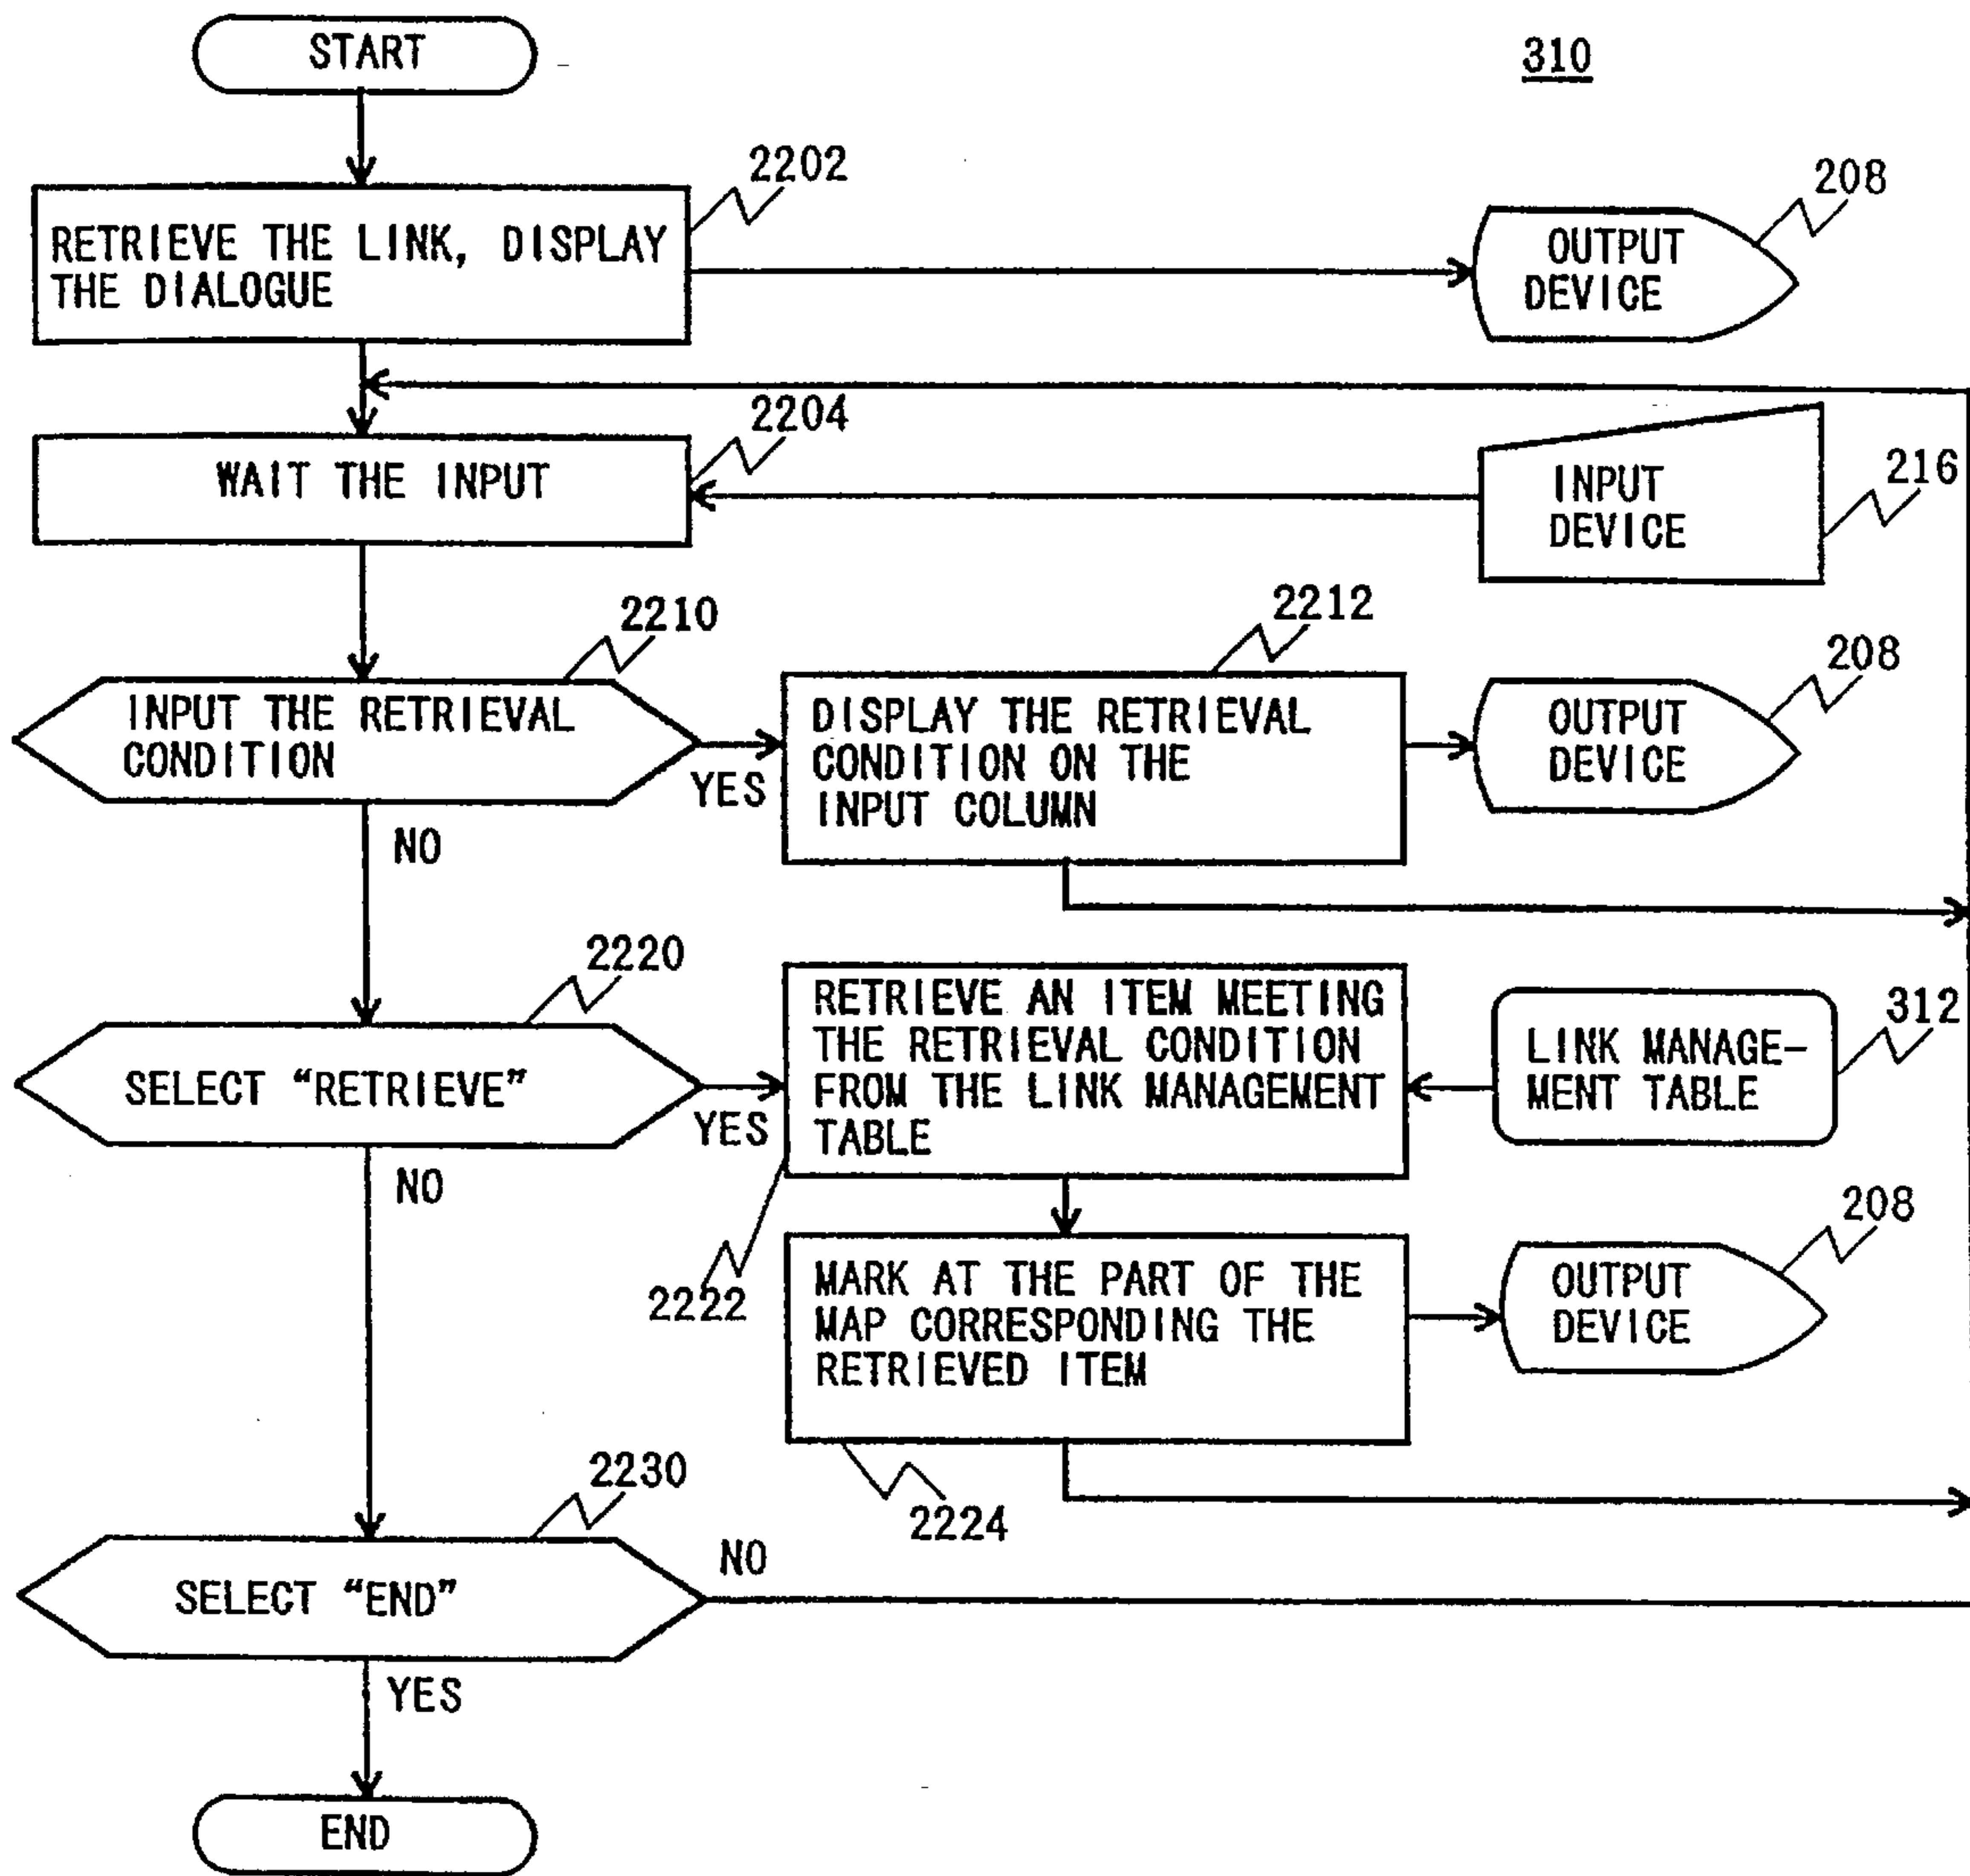 START
310
2202
208
RETRIEVE THE LINK, DISPLAY
THE DIALOGUE
OUTPUT
DEVICE
2204
WAIT THE INPUT
INPUT
DEVICE
216
2210
2212
208
INPUT THE RETRIEVAL
CONDITION
YES
DISPLAY THE RETRIEVAL
CONDITION ON THE
INPUT COLUMN
OUTPUT
DEVICE
NO
2220
312
SELECT “RETRIEVE”
YES
RETRIEVE AN ITEM MEETING
THE RETRIEVAL CONDITION
FROM THE LINK MANAGEMENT
TABLE
LINK MANAGE-
MENT TABLE
NO
2222
208
MARK AT THE PART OF THE
MAP CORRESPONDING THE
RETRIEVED ITEM
OUTPUT
DEVICE
2224
2230
SELECT “END”
NO
YES
END